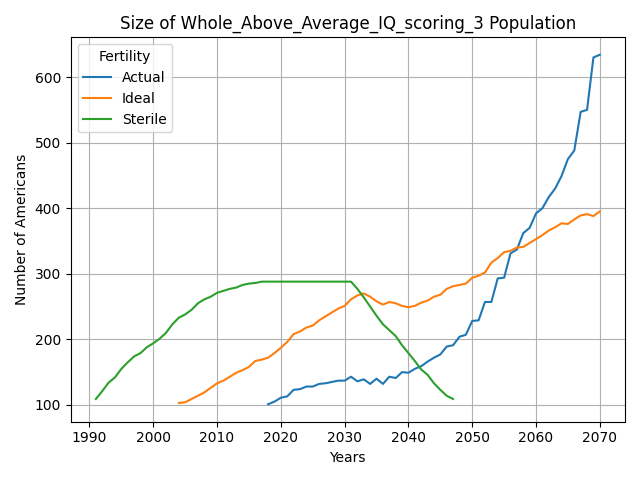 Size of Whole_Above_Average_IQ_scoring_3 Population
Fertility
Actual
Ideal
Sterile
Number of Americans
600
500
400
300
200
100
1990 2000 2010 2020 2030 2040 2050 2060 2070
Years